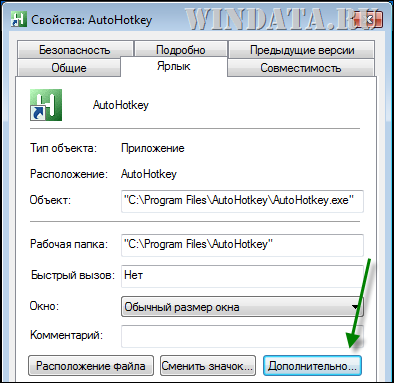 Свойства: AutoHotkey
WINDATA.RU
Безопасность Подробно Предыдущие версии
Общие Ярлык Совместимость
AutoHotkey
Тип объекта: Приложение
Расположение: AutoHotkey
Объект: "C:\Program Files\AutoHotkey\AutoHotkey.exe"
Рабочая папка: "C:\Program Files\AutoHotkey"
Быстрый вызов: Нет
Окно: Обычный размер окна
Комментарий:
Расположение файла Сменить значок... Дополнительно...